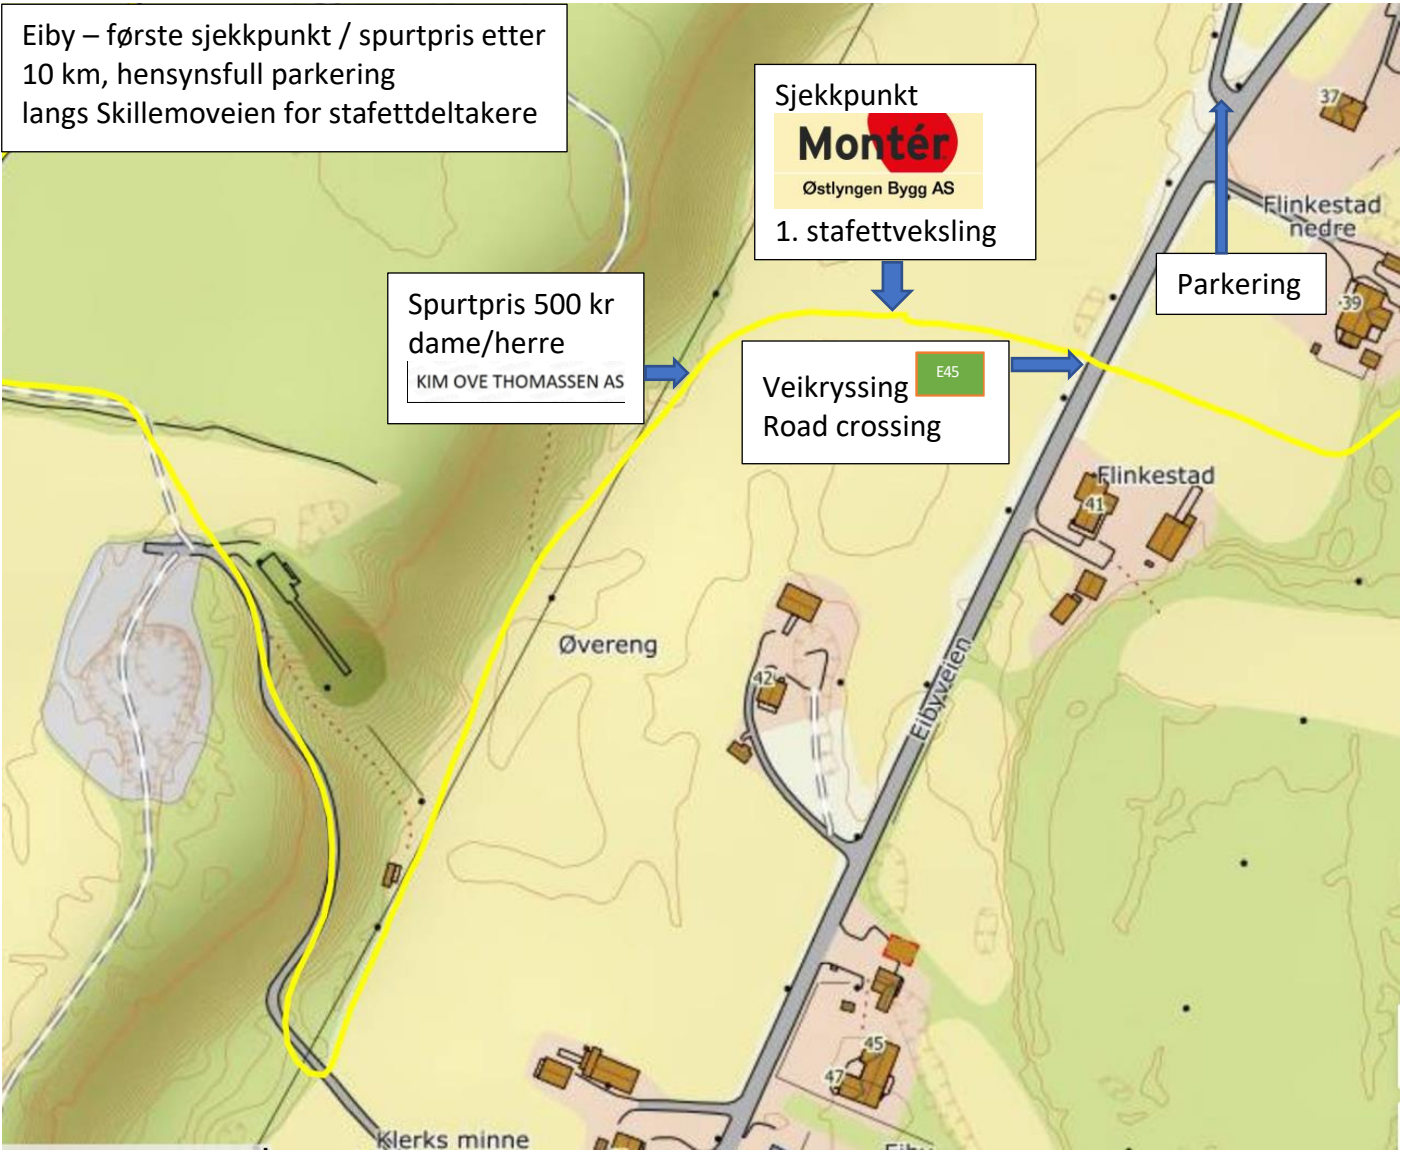 Eiby – første sjekkpunkt / spurtpris etter
10 km, hensynsfull parkering
langs Skillemoveien for stafettdeltakere
Sjekkpunkt
Montér
Østlyngen Bygg AS
1. stafettveksling
37
Flinkestad
nedre
Parkering
39
Spurtpris 500 kr
dame/herre
KIM OVE THOMASSEN AS
Veikryssing
E45
Road crossing
Flinkestad
41
Øvereng
42
Eibyveien
45
47
Klerks minne
Eiby